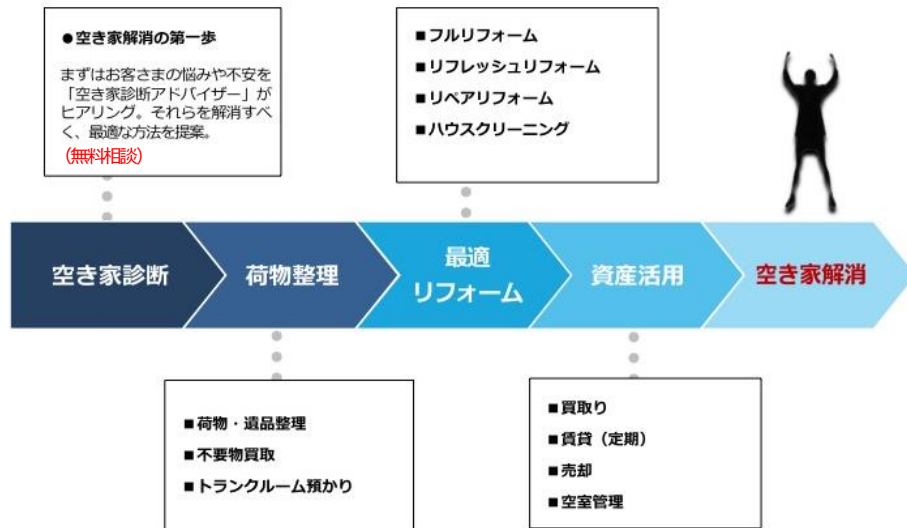 ●空き家解消の第一歩
まずはお客さまの悩みや不安を
「空き家診断アドバイザー」が
ヒアリング。それらを解消すべ
く、最適な方法を提案。
(無料相談)
■フルリフォーム
■リフレッシュリフォーム
■リペアリフォーム
■ハウスクリーニング
空き家診断
荷物整理
最適
リフォーム
資産活用
空き家解消
■荷物・遺品整理
■不要物買取
■トランクルーム預かり
■買取り
■賃貸（定期）
■売却
■空室管理